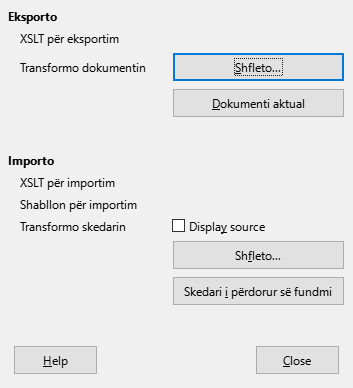 Eksporto
XSLT për eksportim
Transformo dokumentin
Shfleto...
Dokumenti aktual
Importo
XSLT për importim
Shabllon për importim
Transformo skedarin
Display source
Shfleto...
Skedari i përdorur së fundmi
Help
Close